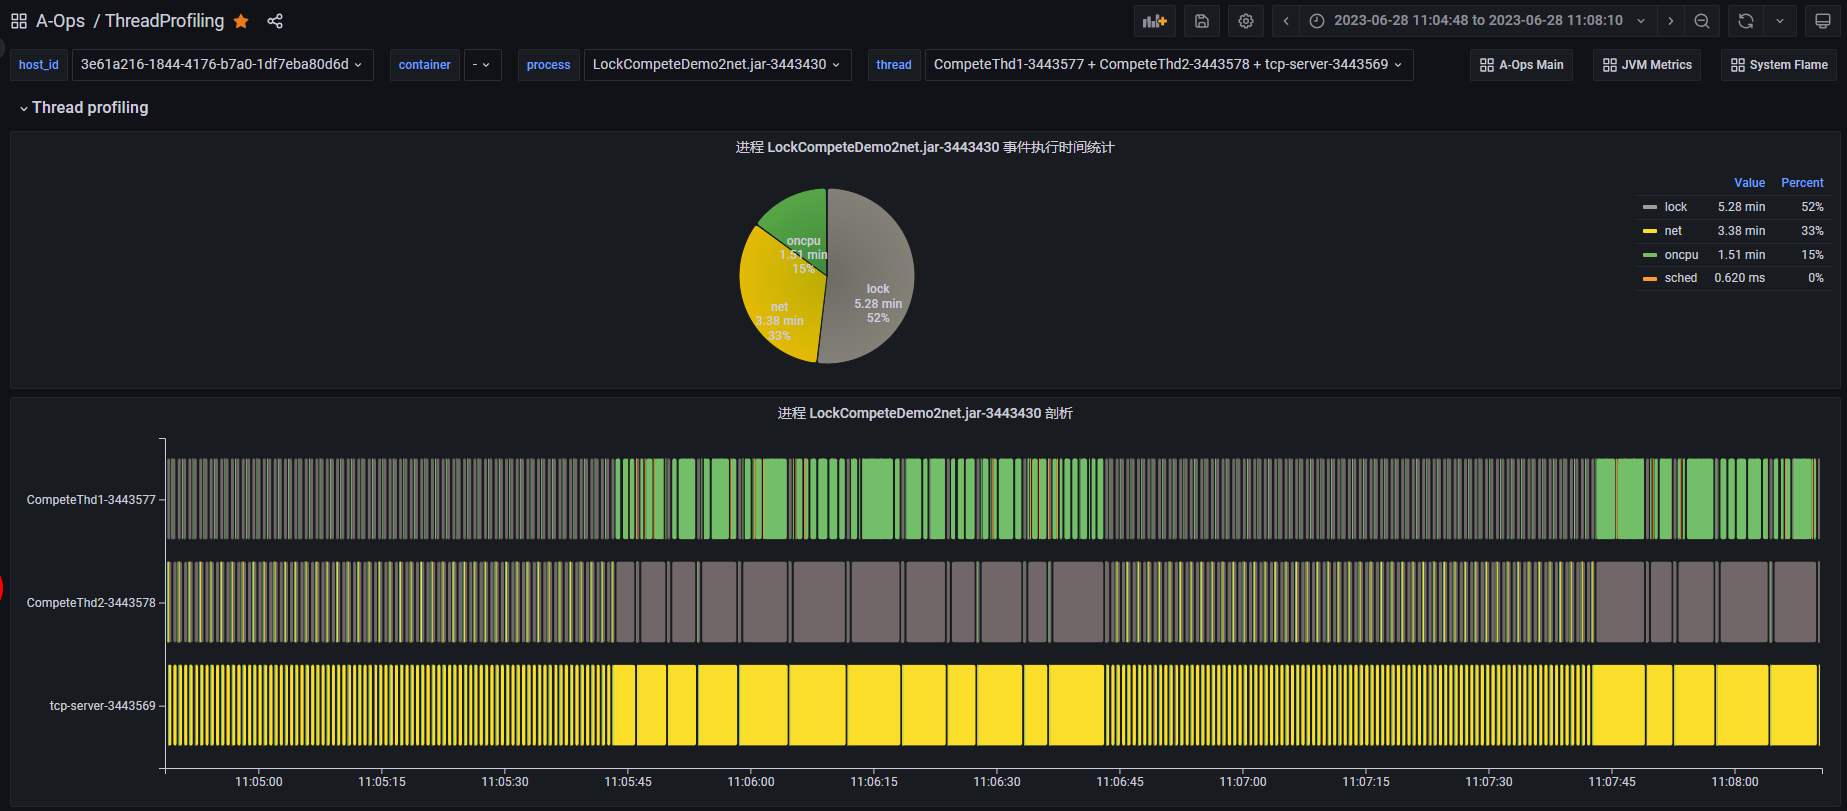 A-Ops / ThreadProfiling
2023-06-28 11:04:48 to 2023-06-28 11:08:10
host_id 3e61a216-1844-4176-b7a0-1df7eba80d6d container - process LockCompeteDemo2net.jar-3443430 thread CompeteThd1-3443577 + CompeteThd2-3443578 + tcp-server-3443569 A-Ops Main JVM Metrics System Flame
Thread profiling
进程 LockCompeteDemo2net.jar-3443430 事件执行时间统计
Value Percent
lock 5.28 min 52%
net 3.38 min 33%
oncpu 1.51 min 15%
sched 0.620 ms 0%
oncpu
1.51 min
15%
lock
5.28 min
52%
net
3.38 min
33%
进程 LockCompeteDemo2net.jar-3443430 剖析
CompeteThd1-3443577
CompeteThd2-3443578
tcp-server-3443569
11:05:00 11:05:15 11:05:30 11:05:45 11:06:00 11:06:15 11:06:30 11:06:45 11:07:00 11:07:15 11:07:30 11:07:45 11:08:00